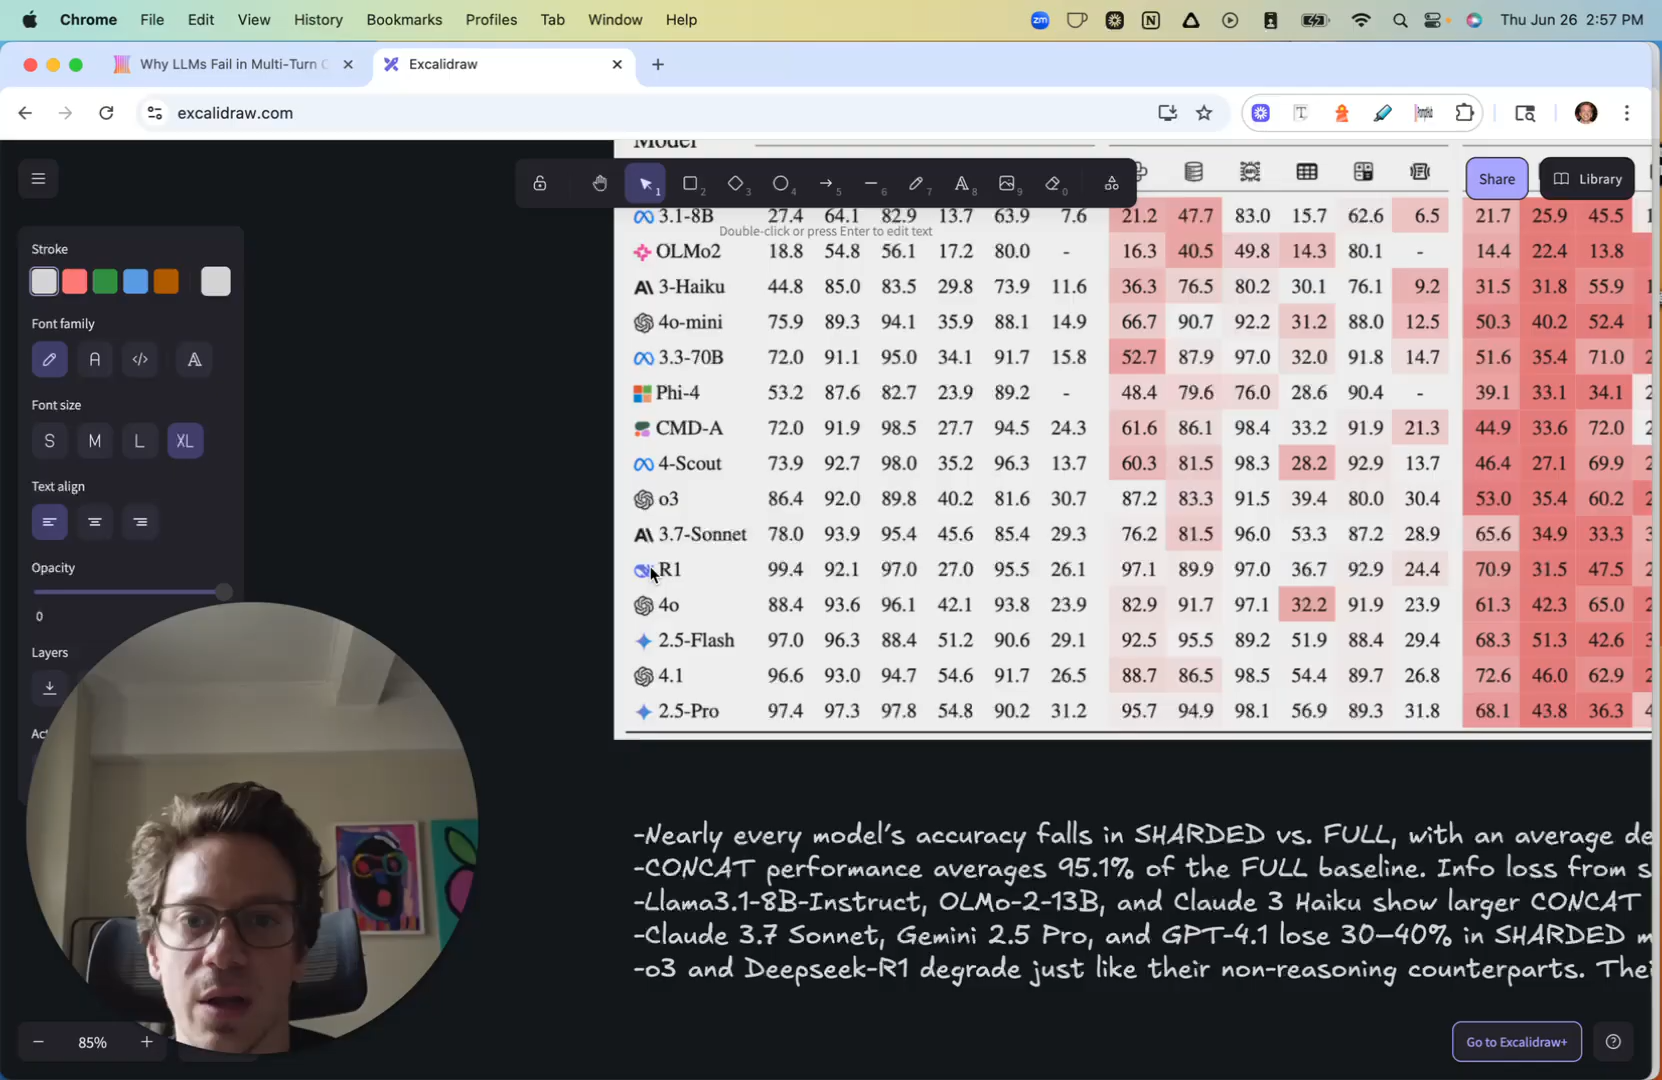 Chrome File Edit View History Bookmarks Profiles Tab Window Help zm Thu Jun 26 2:57 PM
Why LLMs Fail in Multi-Turn Excalidraw
excalidraw.com
Model
1 2 3 4 5 6 7 8 9 0 Share Library
3.1-8B 27.4 64.1 82.9 13.7 63.9 7.6 21.2 47.7 83.0 15.7 62.6 6.5 21.7 25.9 45.5
Double-click or press Enter to edit text
OLMo2 18.8 54.8 56.1 17.2 80.0 - 16.3 40.5 49.8 14.3 80.1 - 14.4 22.4 13.8
3-Haiku 44.8 85.0 83.5 29.8 73.9 11.6 36.3 76.5 80.2 30.1 76.1 9.2 31.5 31.8 55.9
4o-mini 75.9 89.3 94.1 35.9 88.1 14.9 66.7 90.7 92.2 31.2 88.0 12.5 50.3 40.2 52.4
3.3-70B 72.0 91.1 95.0 34.1 91.7 15.8 52.7 87.9 97.0 32.0 91.8 14.7 51.6 35.4 71.0
Phi-4 53.2 87.6 82.7 23.9 89.2 - 48.4 79.6 76.0 28.6 90.4 - 39.1 33.1 34.1
CMD-A 72.0 91.9 98.5 27.7 94.5 24.3 61.6 86.1 98.4 33.2 91.9 21.3 44.9 33.6 72.0
4-Scout 73.9 92.7 98.0 35.2 96.3 13.7 60.3 81.5 98.3 28.2 92.9 13.7 46.4 27.1 69.9
o3 86.4 92.0 89.8 40.2 81.6 30.7 87.2 83.3 91.5 39.4 80.0 30.4 53.0 35.4 60.2
3.7-Sonnet 78.0 93.9 95.4 45.6 85.4 29.3 76.2 81.5 96.0 53.3 87.2 28.9 65.6 34.9 33.3
R1 99.4 92.1 97.0 27.0 95.5 26.1 97.1 89.9 97.0 36.7 92.9 24.4 70.9 31.5 47.5
4o 88.4 93.6 96.1 42.1 93.8 23.9 82.9 91.7 97.1 32.2 91.9 23.9 61.3 42.3 65.0
2.5-Flash 97.0 96.3 88.4 51.2 90.6 29.1 92.5 95.5 89.2 51.9 88.4 29.4 68.3 51.3 42.6
4.1 96.6 93.0 94.7 54.6 91.7 26.5 88.7 86.5 98.5 54.4 89.7 26.8 72.6 46.0 62.9
2.5-Pro 97.4 97.3 97.8 54.8 90.2 31.2 95.7 94.9 98.1 56.9 89.3 31.8 68.1 43.8 36.3
Stroke
Font family
Font size
S M L XL
Text align
Opacity
0
Layers
-Nearly every model's accuracy falls in SHARDED vs. FULL, with an average
-CONCAT performance averages 95.1% of the FULL baseline. Info loss from
-Llama3.1-8B-Instruct, OLMo-2-13B, and Claude 3 Haiku show larger CONCAT
-Claude 3.7 Sonnet, Gemini 2.5 Pro, and GPT-4.1 lose 30–40% in SHARDED
-o3 and Deepseek-R1 degrade just like their non-reasoning counterparts.
85%
Go to Excalidraw+